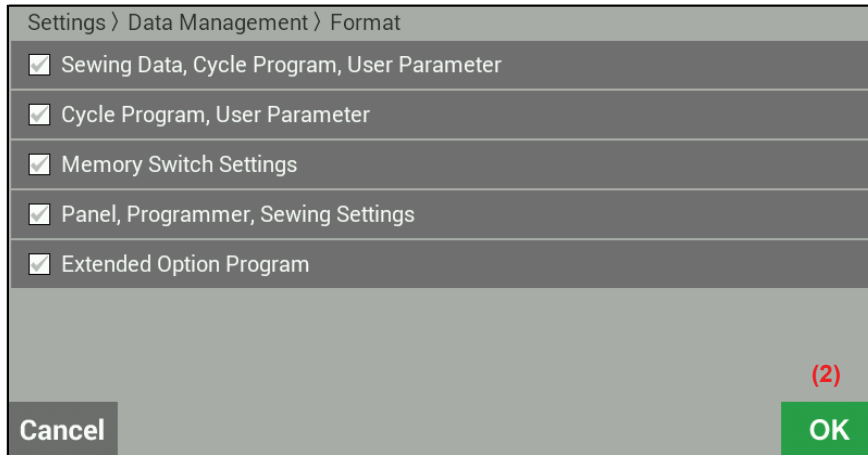 Settings 〉 Data Management 〉 Format
Sewing Data, Cycle Program, User Parameter
Cycle Program, User Parameter
Memory Switch Settings
Panel, Programmer, Sewing Settings
Extended Option Program
(2)
Cancel OK